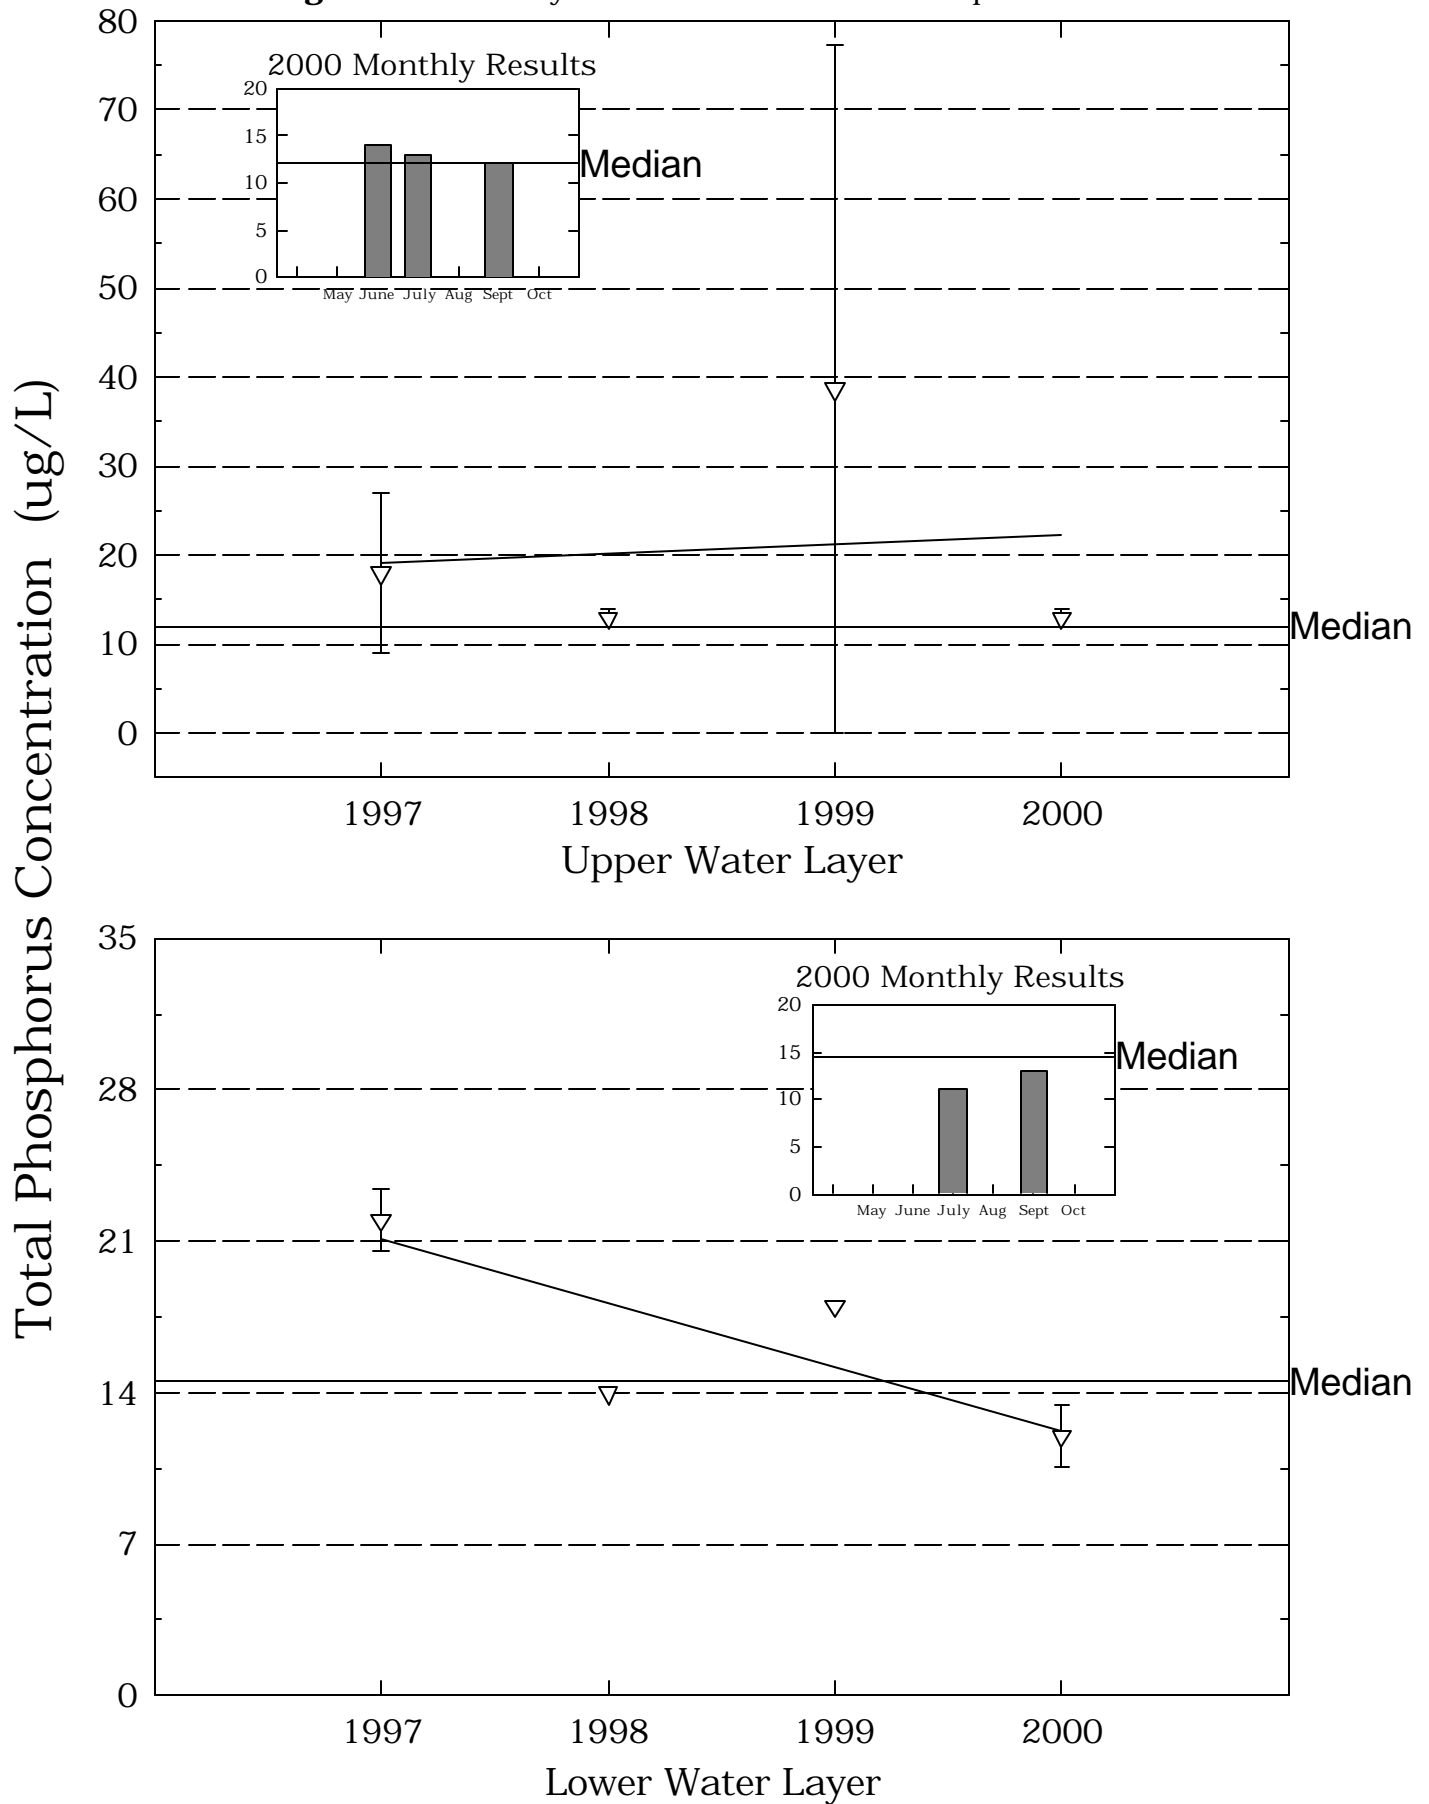 80
2000 Monthly Results
20
70
15
Median
10
60
5
0
50
May June July Aug Sept Oct
40
30
20
Median
10
0
1997 1998 1999 2000
Upper Water Layer
Total Phosphorus Concentration (ug/L)
35
2000 Monthly Results
20
15
Median
28
10
5
0
May June July Aug Sept Oct
21
14
Median
7
0
1997 1998 1999 2000
Lower Water Layer